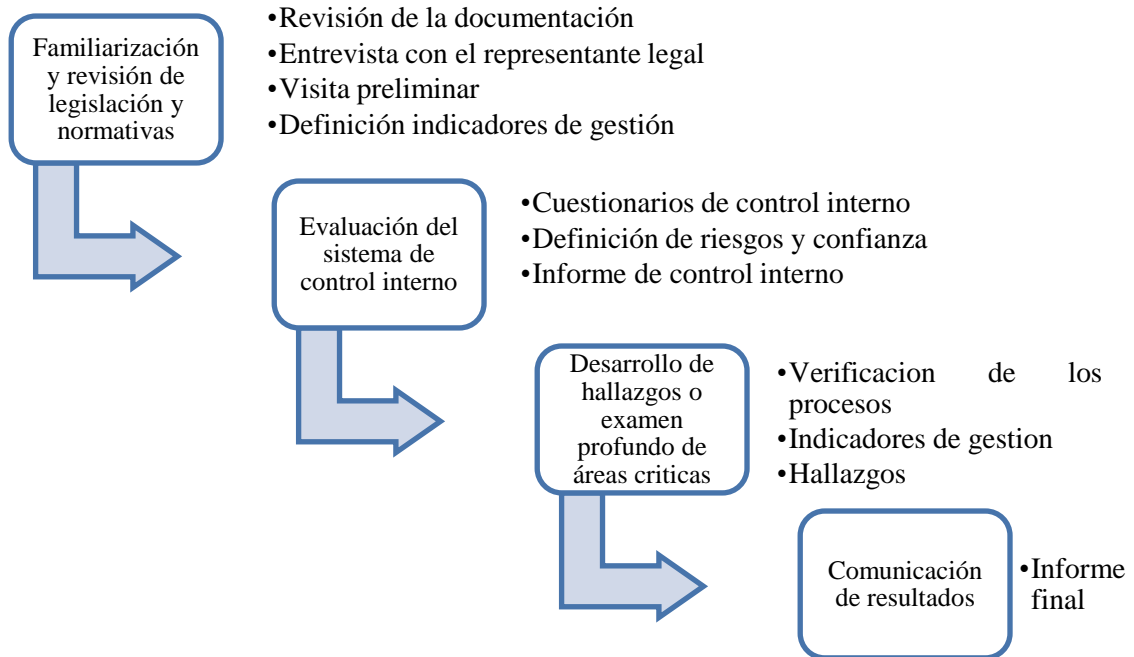 Familiarización
y revisión de
legislación y
normativas
•Revisión de la documentación
•Entrevista con el representante legal
•Visita preliminar
•Definición indicadores de gestión
Evaluación del
sistema de
control interno
•Cuestionarios de control interno
•Definición de riesgos y confianza
•Informe de control interno
Desarrollo de
hallazgos o
examen
profundo de
áreas criticas
•Verificacion de los
procesos
•Indicadores de gestion
•Hallazgos
Comunicación
de resultados
•Informe
final